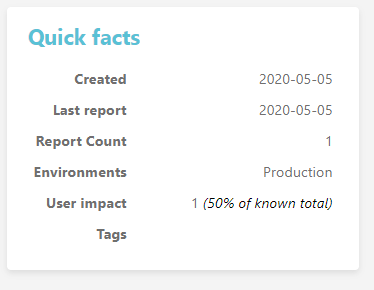 Quick facts
Created 2020-05-05
Last report 2020-05-05
Report Count 1
Environments Production
User impact 1 (50% of known total)
Tags